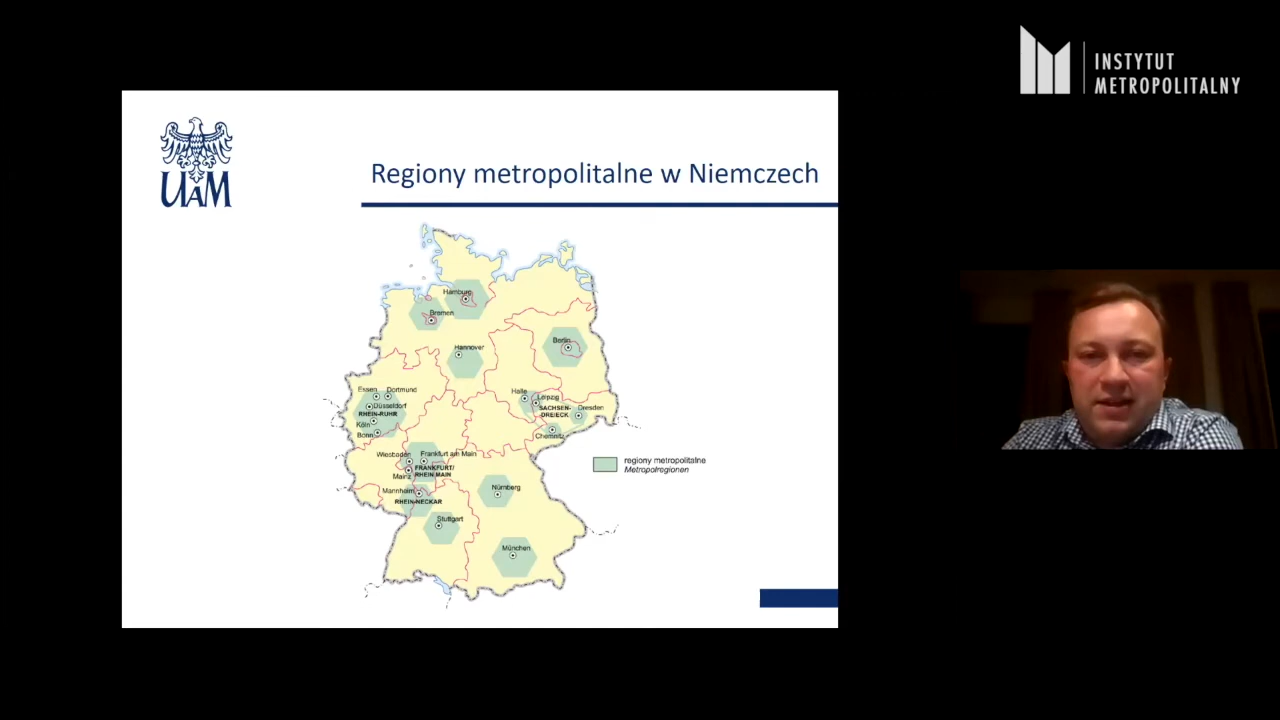 INSTYTUT
METROPOLITALNY
UAM
Regiony metropolitalne w Niemczech
Hamburg
Bremen
Hannover
Berlin
Essen
Dortmund
Düsseldorf
RHEIN-RUHR
Köln
Bonn
Halle
Leipzig
SACHSEN-
DREIECK
Dresden
Chemnitz
Wiesbaden
Frankfurt am Main
FRANKFURT/
RHEIN MAIN
Mainz
regiony metropolitalne
Metropolregionen
Mannheim
RHEIN-NECKAR
Nürnberg
Stuttgart
München